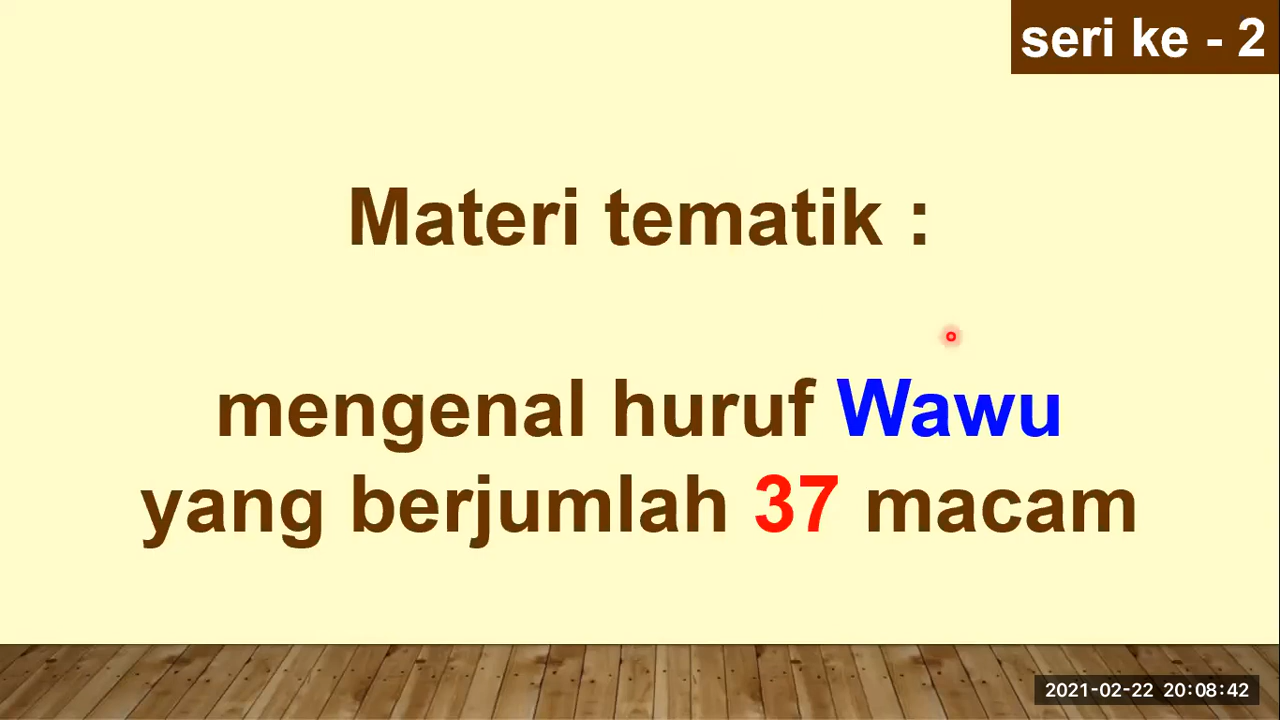 seri ke - 2
Materi tematik :
mengenal huruf Wawu
yang berjumlah 37 macam
2021-02-22 20:08:42